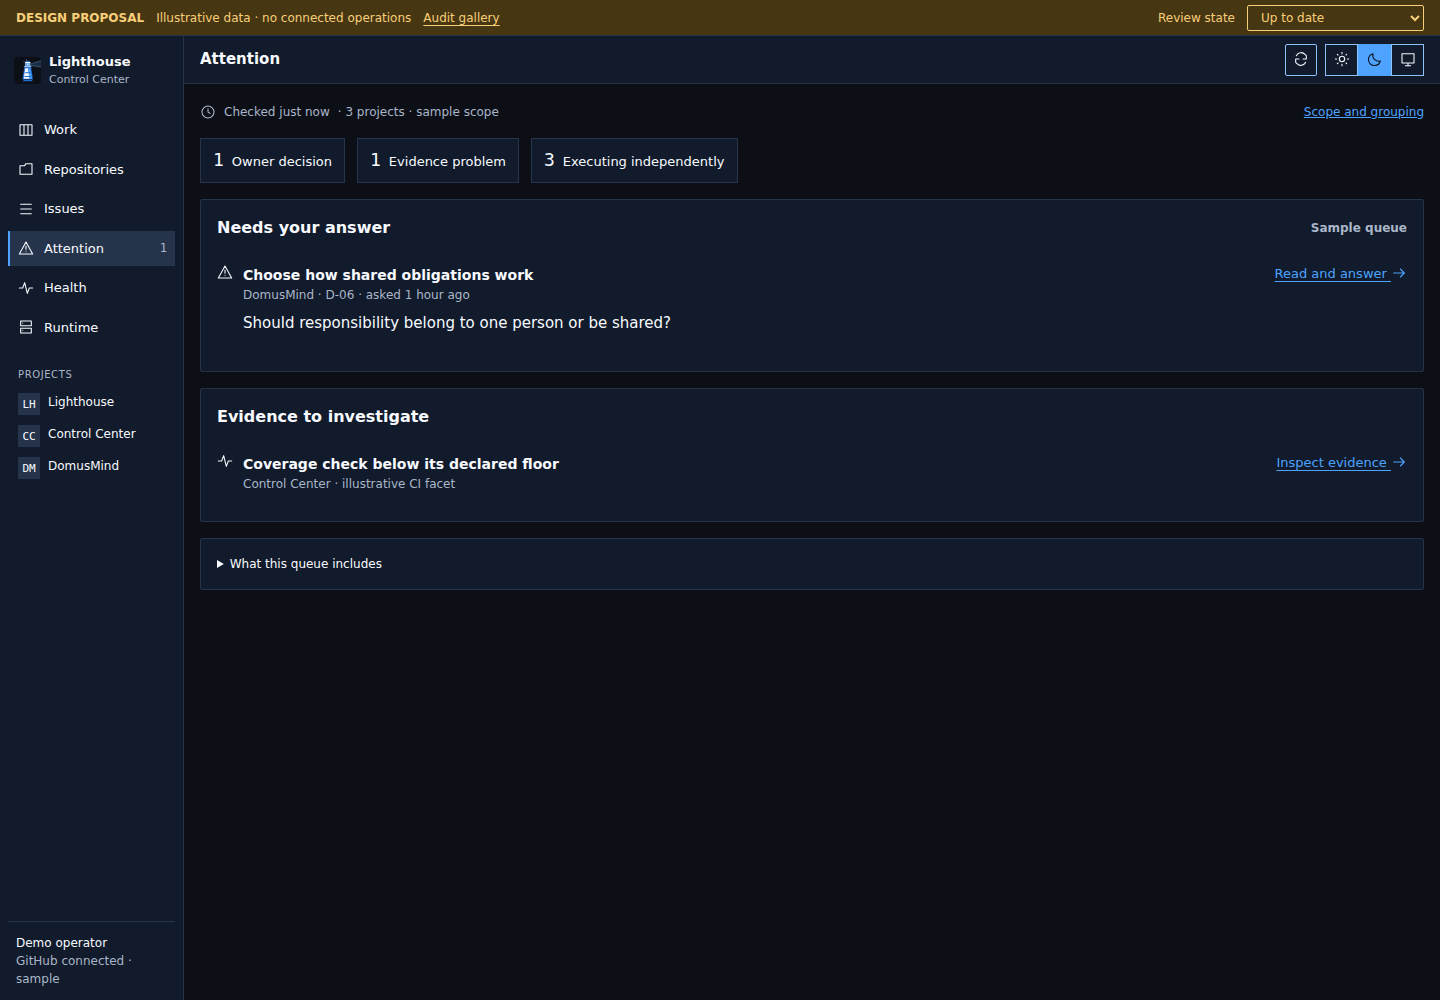 DESIGN PROPOSAL Illustrative data · no connected operations Audit gallery Review state Up to date
Lighthouse
Control Center
Work
Repositories
Issues
Attention 1
Health
Runtime
PROJECTS
LH Lighthouse
CC Control Center
DM DomusMind
Demo operator
GitHub connected ·
sample
Attention
Checked just now · 3 projects · sample scope Scope and grouping
1 Owner decision 1 Evidence problem 3 Executing independently
Needs your answer Sample queue
Choose how shared obligations work Read and answer →
DomusMind · D-06 · asked 1 hour ago
Should responsibility belong to one person or be shared?
Evidence to investigate
Coverage check below its declared floor Inspect evidence →
Control Center · illustrative CI facet
What this queue includes